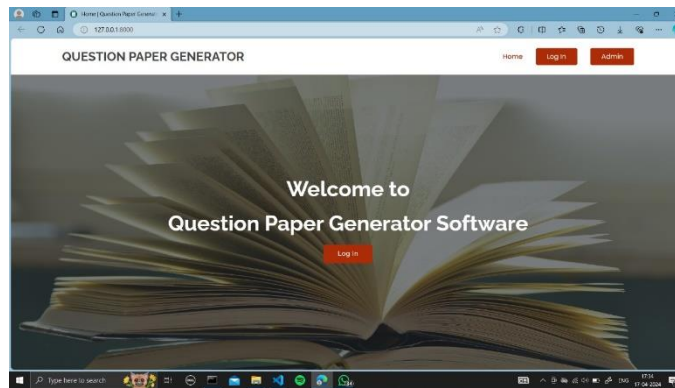 Home | Question Paper Generat
127.0.0.1:8000
QUESTION PAPER GENERATOR
Home
Log In
Admin
Welcome to
Question Paper Generator Software
Log In
Type here to search
ENG
17:34
17-04-2024